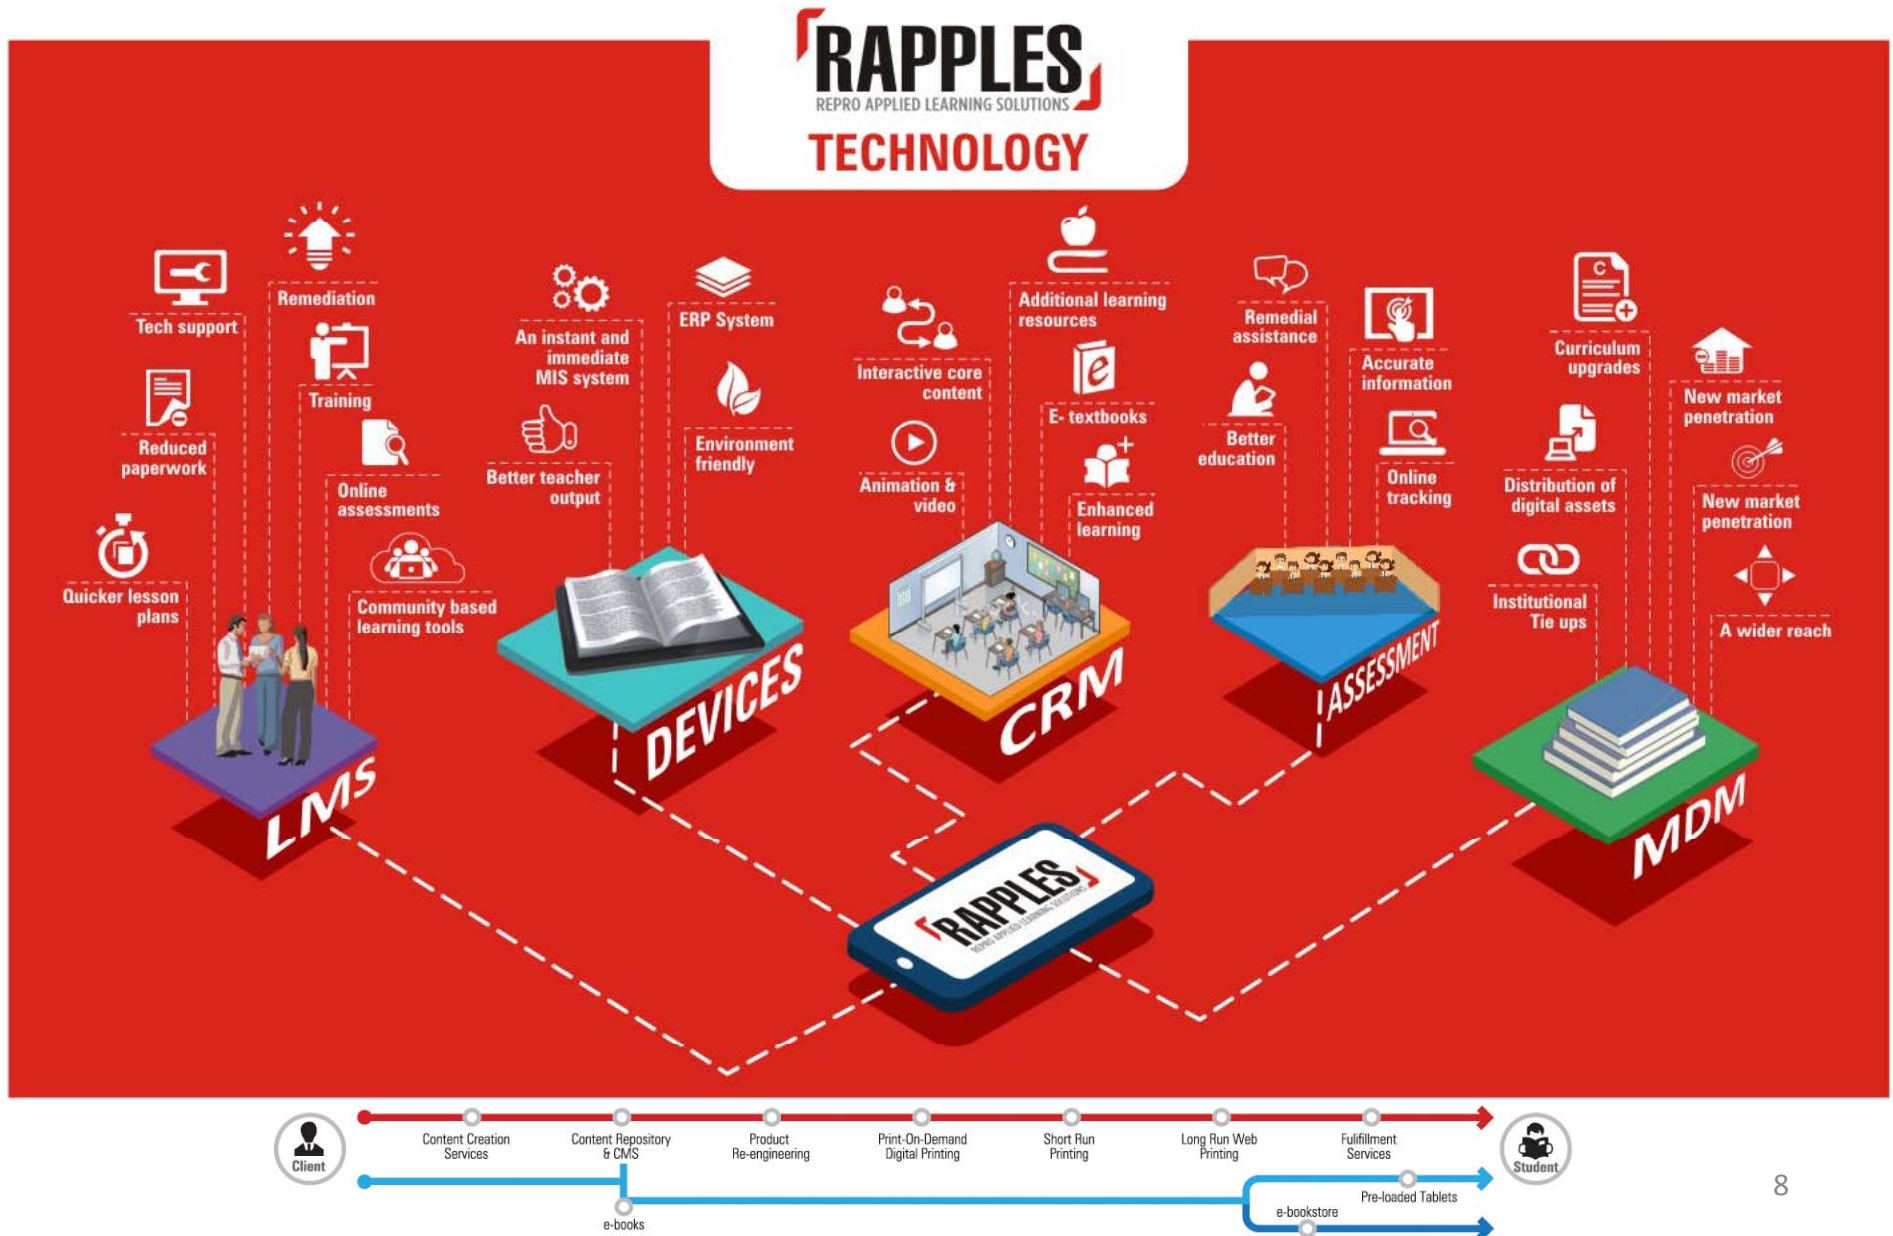 RAPPLES
REPRO APPLIED LEARNING SOLUTIONS
TECHNOLOGY
Tech support
Remediation
Reduced
paperwork
Training
Quicker lesson
plans
Online
assessments
Community based
learning tools
LMS
An instant and
immediate
MIS system
ERP System
Better teacher
output
Environment
friendly
DEVICES
Interactive core
content
Additional learning
resources
Animation &
video
e
E- textbooks
Enhanced
learning
CRM
Remedial
assistance
Accurate
information
Better
education
Online
tracking
ASSESSMENT
C
Curriculum
upgrades
New market
penetration
Distribution of
digital assets
New market
penetration
Institutional
Tie ups
A wider reach
MDM
RAPPLES
REPRO APPLIED LEARNING SOLUTIONS
Client
Content Creation
Services
Content Repository
& CMS
Product
Re-engineering
Print-On-Demand
Digital Printing
Short Run
Printing
Long Run Web
Printing
Fulifillment
Services
Student
e-books
Pre-loaded Tablets
e-bookstore
8